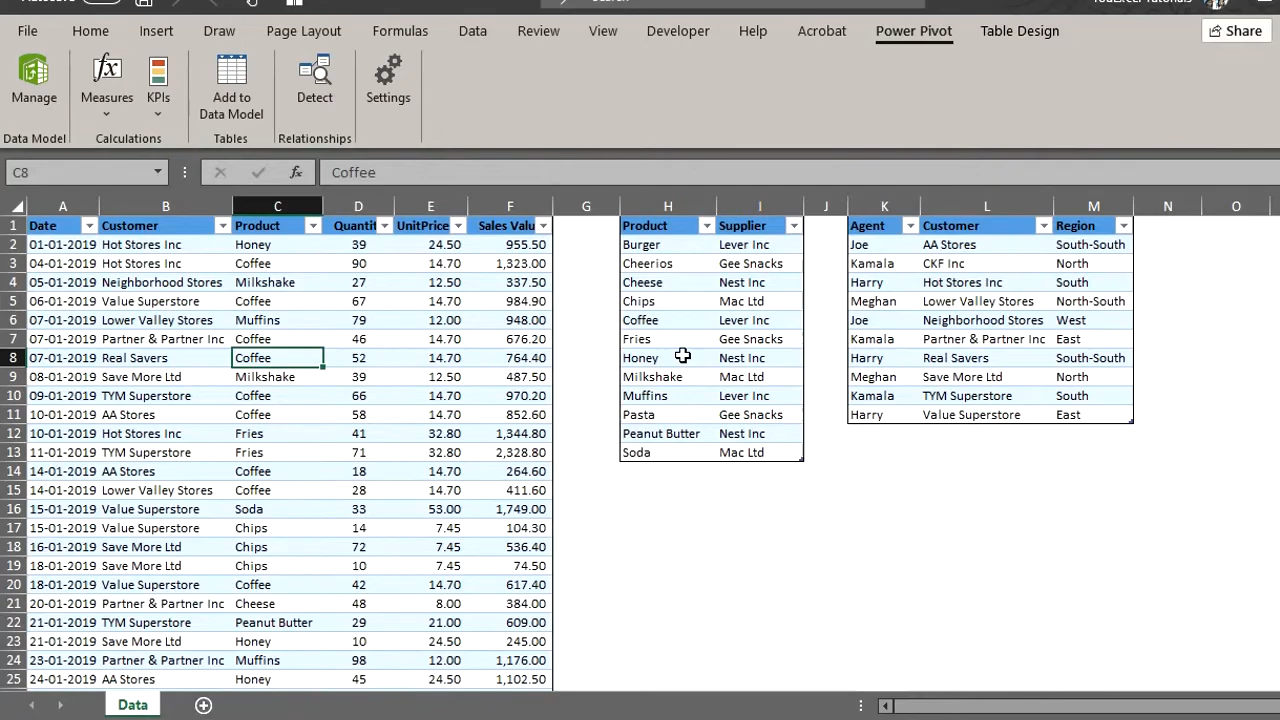 File Home Insert Draw Page Layout Formulas Data Review View Developer Help Acrobat Power Pivot Table Design Share
Manage Measures KPIs Add to Data Model Detect Settings
Data Model Calculations Tables Relationships
C8 fx Coffee
A B C D E F G H I J K L M N O
1 Date Customer Product Quantit UnitPrice Sales Valu Product Supplier Agent Customer Region
2 01-01-2019 Hot Stores Inc Honey 39 24.50 955.50 Burger Lever Inc Joe AA Stores South-South
3 04-01-2019 Hot Stores Inc Coffee 90 14.70 1,323.00 Cheerios Gee Snacks Kamala CKF Inc North
4 05-01-2019 Neighborhood Stores Milkshake 27 12.50 337.50 Cheese Nest Inc Harry Hot Stores Inc South
5 06-01-2019 Value Superstore Coffee 67 14.70 984.90 Chips Mac Ltd Meghan Lower Valley Stores North-South
6 07-01-2019 Lower Valley Stores Muffins 79 12.00 948.00 Coffee Lever Inc Joe Neighborhood Stores West
7 07-01-2019 Partner & Partner Inc Coffee 46 14.70 676.20 Fries Gee Snacks Kamala Partner & Partner Inc East
8 07-01-2019 Real Savers Coffee 52 14.70 764.40 Honey Nest Inc Harry Real Savers South-South
9 08-01-2019 Save More Ltd Milkshake 39 12.50 487.50 Milkshake Mac Ltd Meghan Save More Ltd North
10 09-01-2019 TYM Superstore Coffee 66 14.70 970.20 Muffins Lever Inc Kamala TYM Superstore South
11 10-01-2019 AA Stores Coffee 58 14.70 852.60 Pasta Gee Snacks Harry Value Superstore East
12 10-01-2019 Hot Stores Inc Fries 41 32.80 1,344.80 Peanut Butter Nest Inc
13 11-01-2019 TYM Superstore Fries 71 32.80 2,328.80 Soda Mac Ltd
14 14-01-2019 AA Stores Coffee 18 14.70 264.60
15 14-01-2019 Lower Valley Stores Coffee 28 14.70 411.60
16 15-01-2019 Value Superstore Soda 33 53.00 1,749.00
17 15-01-2019 Value Superstore Chips 14 7.45 104.30
18 16-01-2019 Save More Ltd Chips 72 7.45 536.40
19 18-01-2019 Save More Ltd Chips 10 7.45 74.50
20 18-01-2019 Value Superstore Coffee 42 14.70 617.40
21 20-01-2019 Partner & Partner Inc Cheese 48 8.00 384.00
22 21-01-2019 TYM Superstore Peanut Butter 29 21.00 609.00
23 21-01-2019 Save More Ltd Honey 10 24.50 245.00
24 23-01-2019 Partner & Partner Inc Muffins 98 12.00 1,176.00
25 24-01-2019 AA Stores Honey 45 24.50 1,102.50
Data